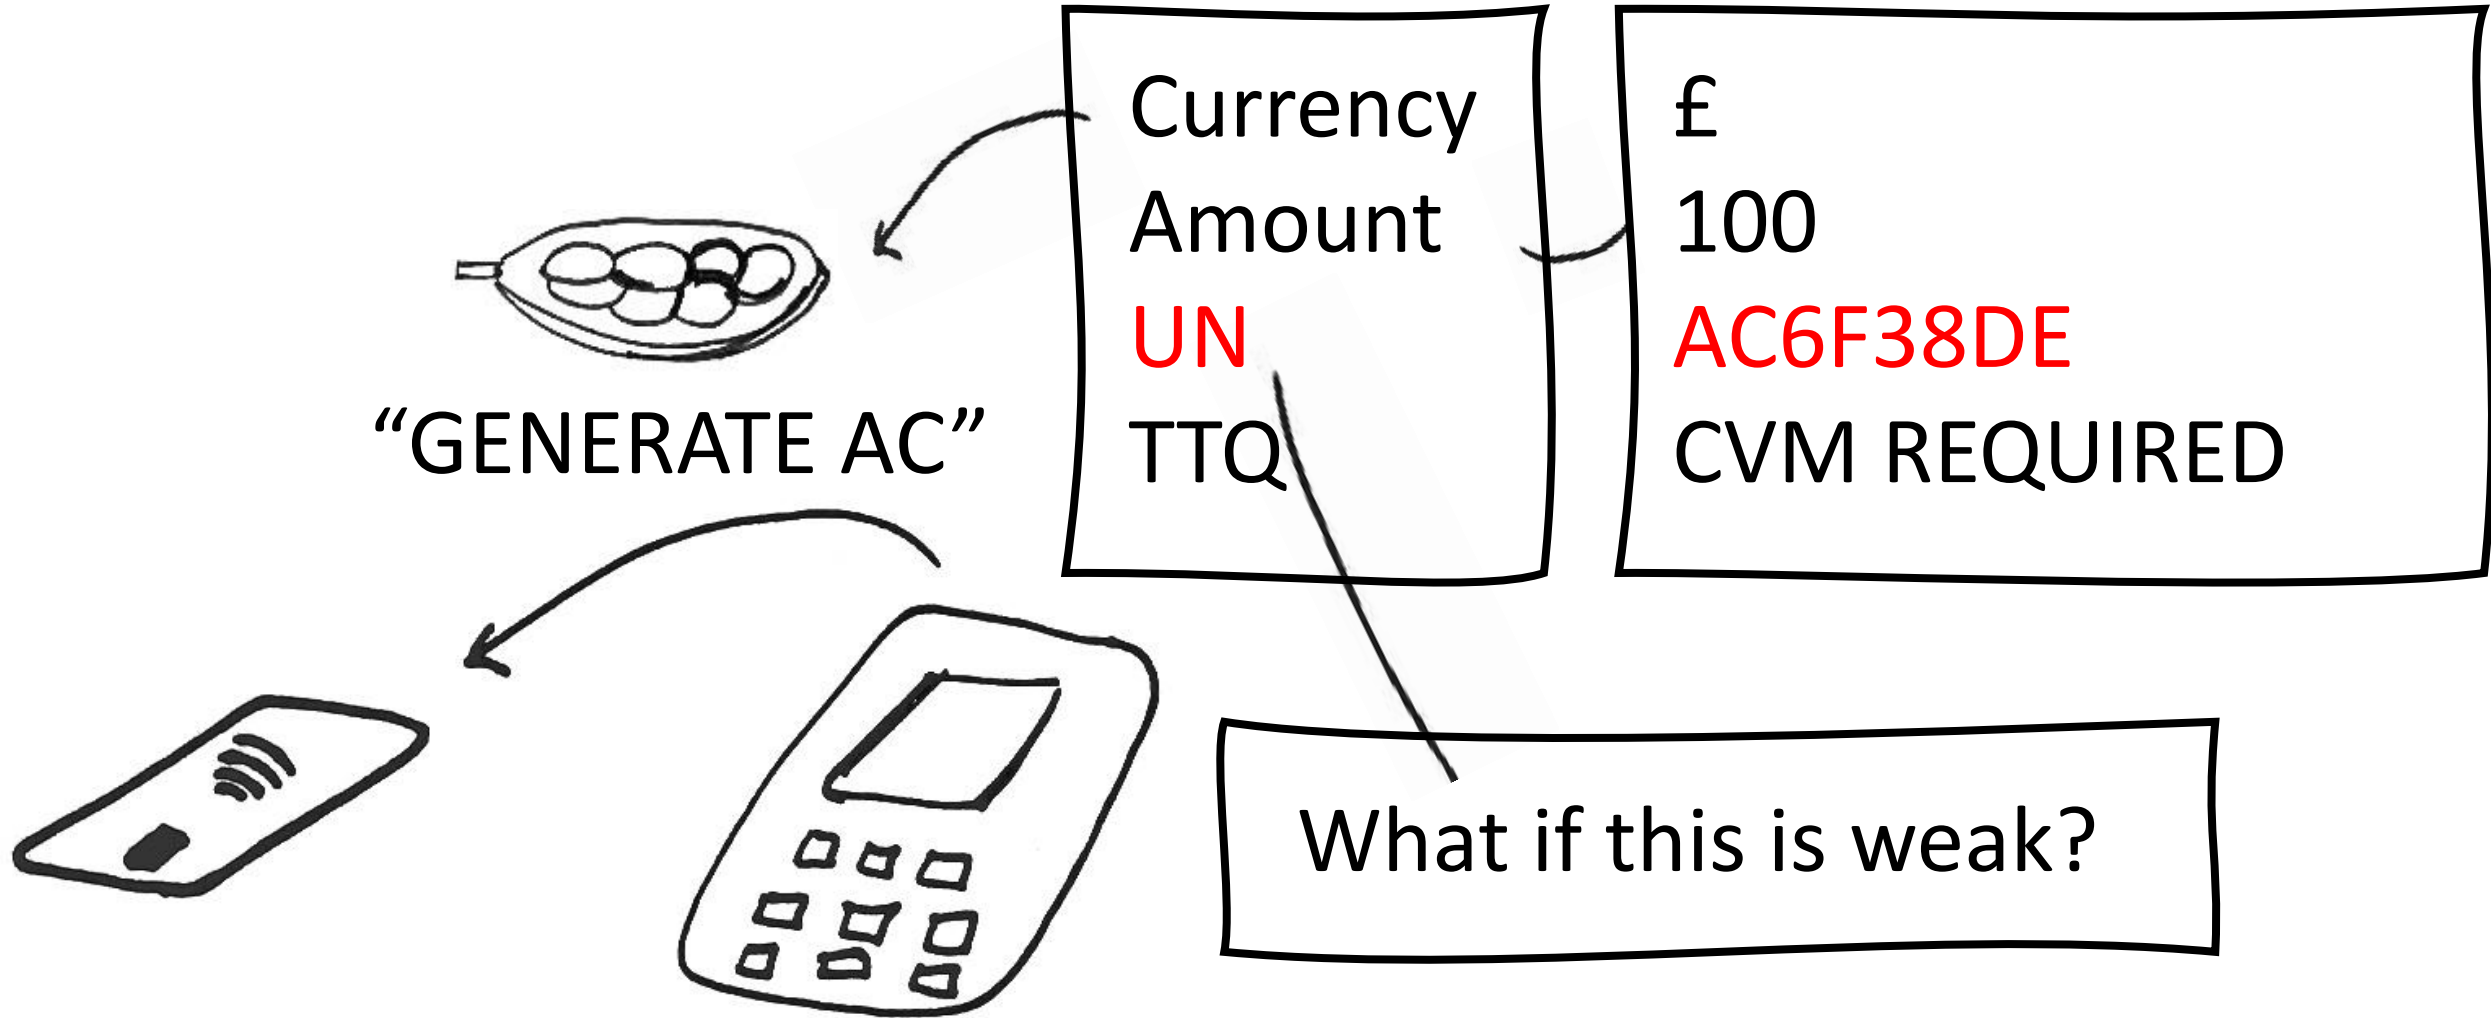 Currency
Amount
UN
TTQ
£
100
AC6F38DE
CVM REQUIRED
“GENERATE AC”
What if this is weak?